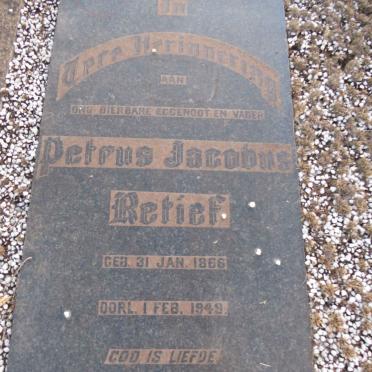 In
Tere Herinnering
AAN
ONS DIERBARE EGGENOOT EN VADER
Petrus Jacobus
Retief
GEB. 31 JAN. 1866
OORL. 1 FEB. 1949.
GOD IS LIEFDE